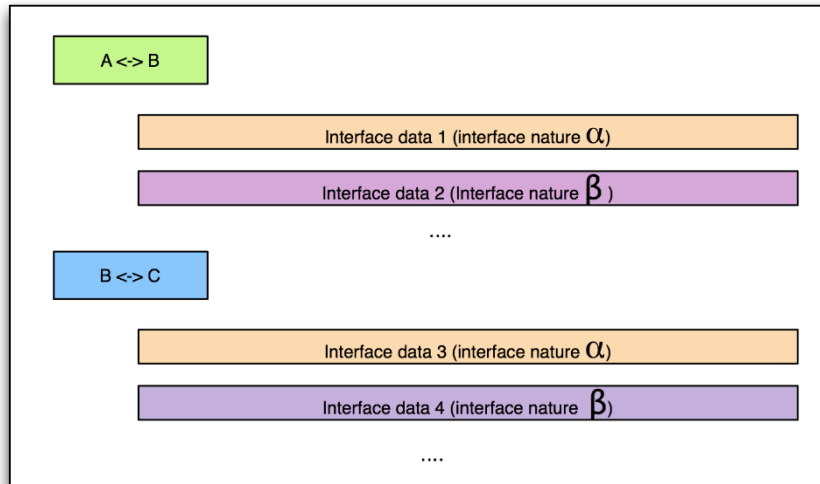 A <-> B
Interface data 1 (interface nature α)
Interface data 2 (Interface nature β )
....
B <-> C
Interface data 3 (interface nature α)
Interface data 4 (interface nature β)
....